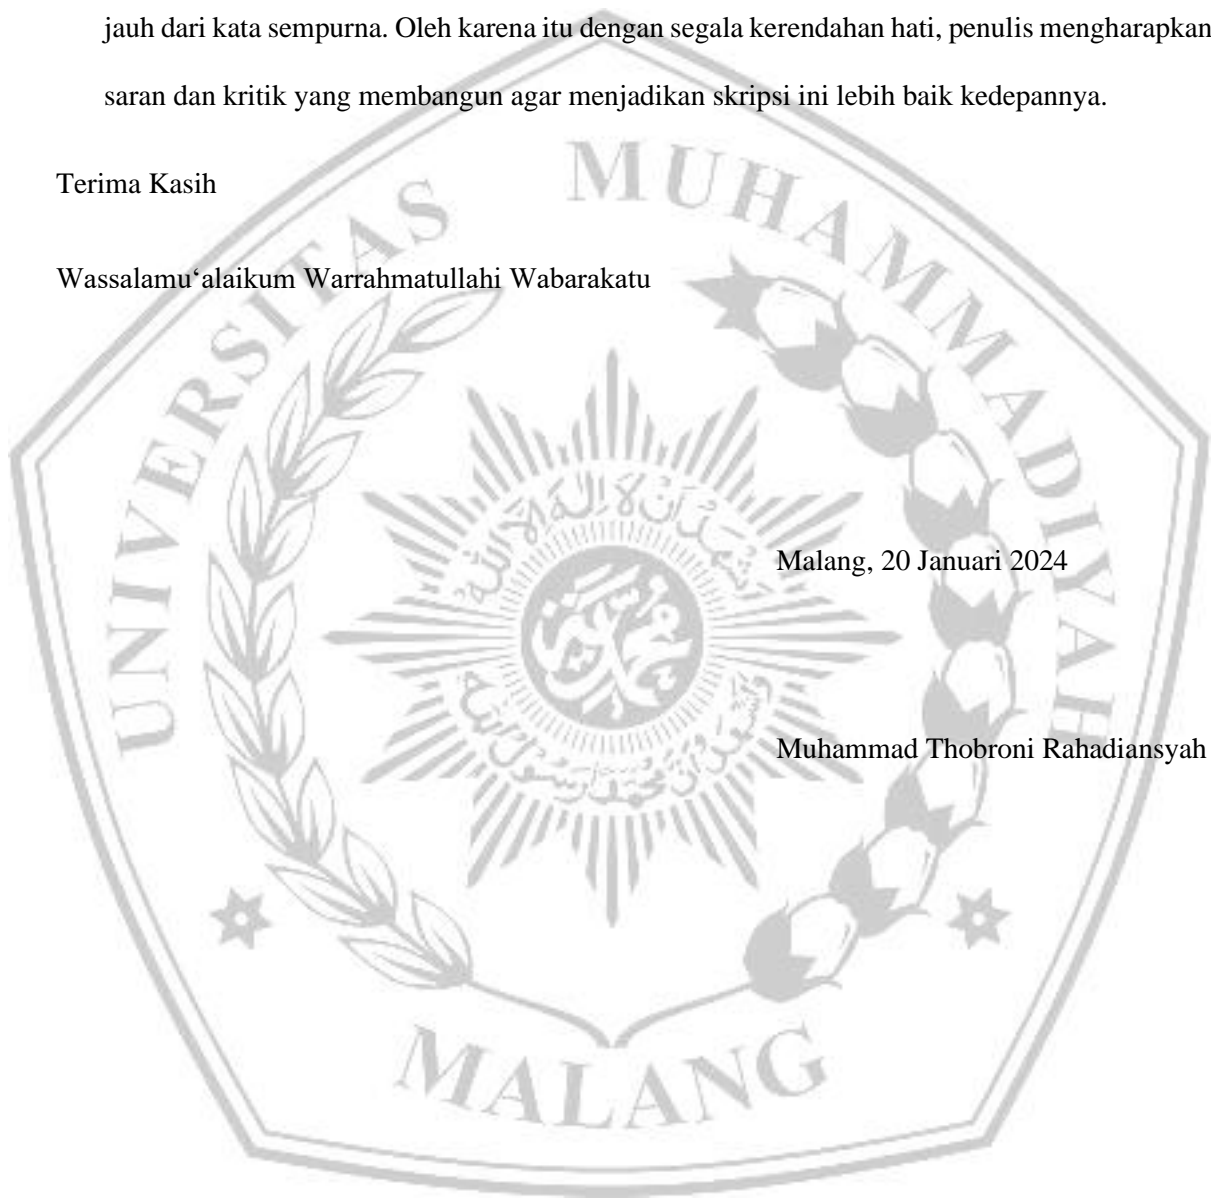 jauh dari kata sempurna. Oleh karena itu dengan segala kerendahan hati, penulis mengharapkan
saran dan kritik yang membangun agar menjadikan skripsi ini lebih baik kedepannya.
Terima Kasih
Wassalamu‘alaikum Warrahmatullahi Wabarakatu
Malang, 20 Januari 2024
Muhammad Thobroni Rahadiansyah
UNIVERSITAS MUHAMMADIYAH
MALANG